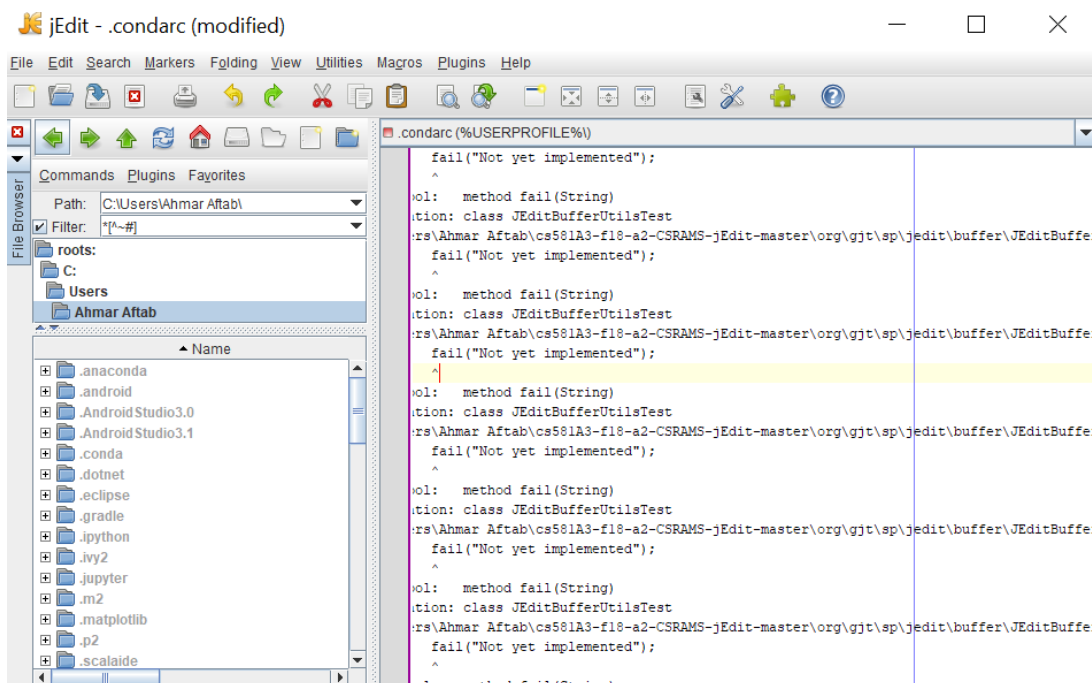 jEdit - .condarc (modified)
File Edit Search Markers Folding View Utilities Macros Plugins Help
File Browser
Commands Plugins Favorites
Path: C:\Users\Ahmar Aftab\
Filter: *[^~#]
roots:
C:
Users
Ahmar Aftab
Name
.anaconda
.android
.AndroidStudio3.0
.AndroidStudio3.1
.conda
.dotnet
.eclipse
.gradle
.ipython
.ivy2
.jupyter
.m2
.matplotlib
.p2
.scalaide
.condarc (%USERPROFILE%\)
fail("Not yet implemented");
^
ol: method fail(String)
tion: class JEditBufferUtilsTest
rs\Ahmar Aftab\cs581A3-f18-a2-CSRAMS-jEdit-master\org\gjt\sp\jedit\buffer\JEditBuffe
fail("Not yet implemented");
^
ol: method fail(String)
tion: class JEditBufferUtilsTest
rs\Ahmar Aftab\cs581A3-f18-a2-CSRAMS-jEdit-master\org\gjt\sp\jedit\buffer\JEditBuffe
fail("Not yet implemented");
^
ol: method fail(String)
tion: class JEditBufferUtilsTest
rs\Ahmar Aftab\cs581A3-f18-a2-CSRAMS-jEdit-master\org\gjt\sp\jedit\buffer\JEditBuffe
fail("Not yet implemented");
^
ol: method fail(String)
tion: class JEditBufferUtilsTest
rs\Ahmar Aftab\cs581A3-f18-a2-CSRAMS-jEdit-master\org\gjt\sp\jedit\buffer\JEditBuffe
fail("Not yet implemented");
^
ol: method fail(String)
tion: class JEditBufferUtilsTest
rs\Ahmar Aftab\cs581A3-f18-a2-CSRAMS-jEdit-master\org\gjt\sp\jedit\buffer\JEditBuffe
fail("Not yet implemented");
^